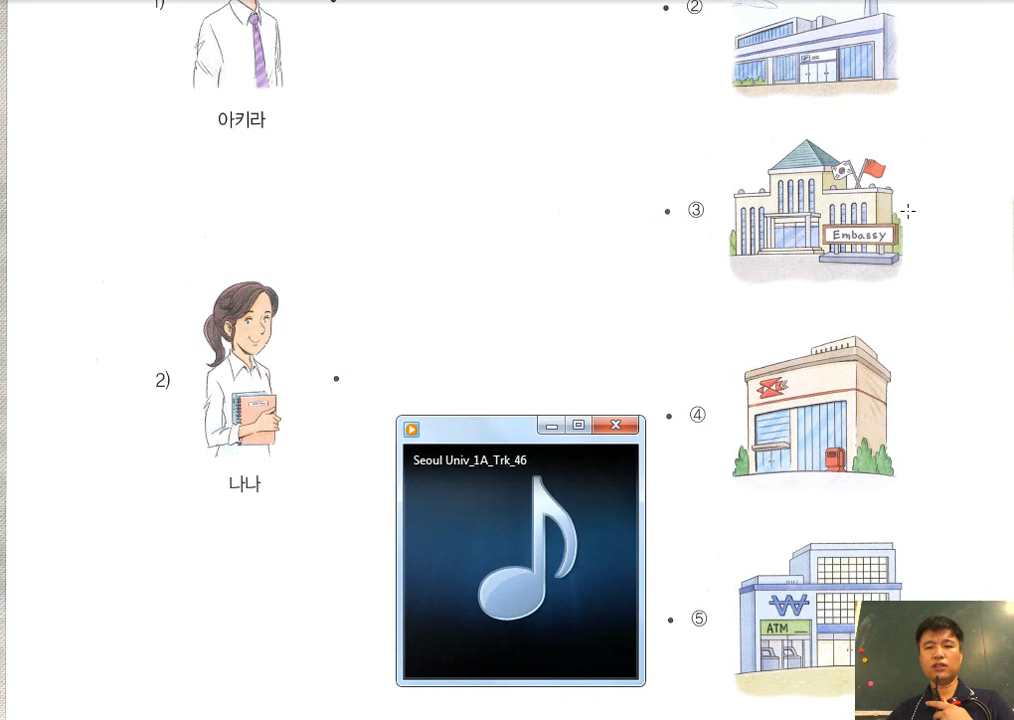 1)
②
아키라
③
Embassy
2)
④
Seoul Univ_1A_Trk_46
나나
⑤
₩
ATM